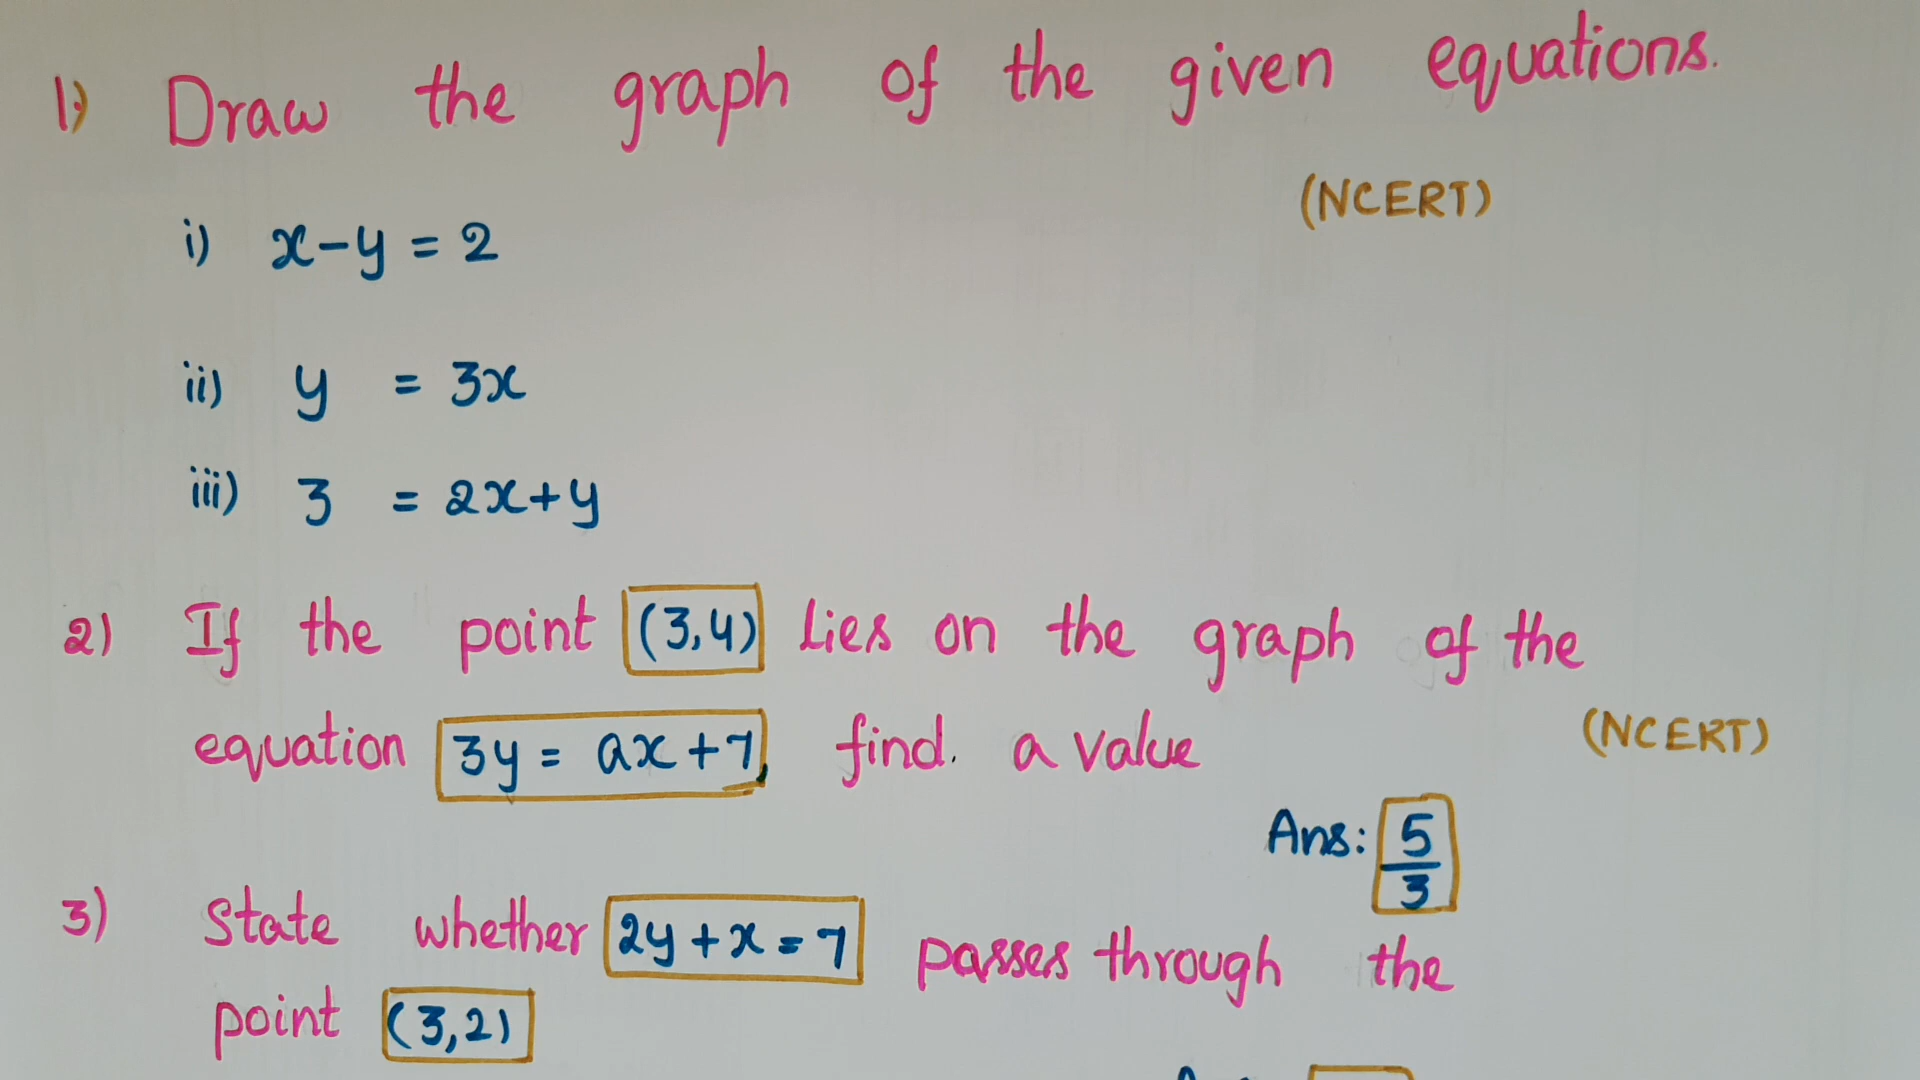 1) Draw the graph of the given equations.
(NCERT)
i) x-y = 2
ii) y = 3x
iii) 3 = 2x+y
2) If the point (3,4) lies on the graph of the
equation 3y = ax+7, find. a value
(NCERT)
Ans: 5/3
3) State whether 2y+x=7 passes through the
point (3,2)